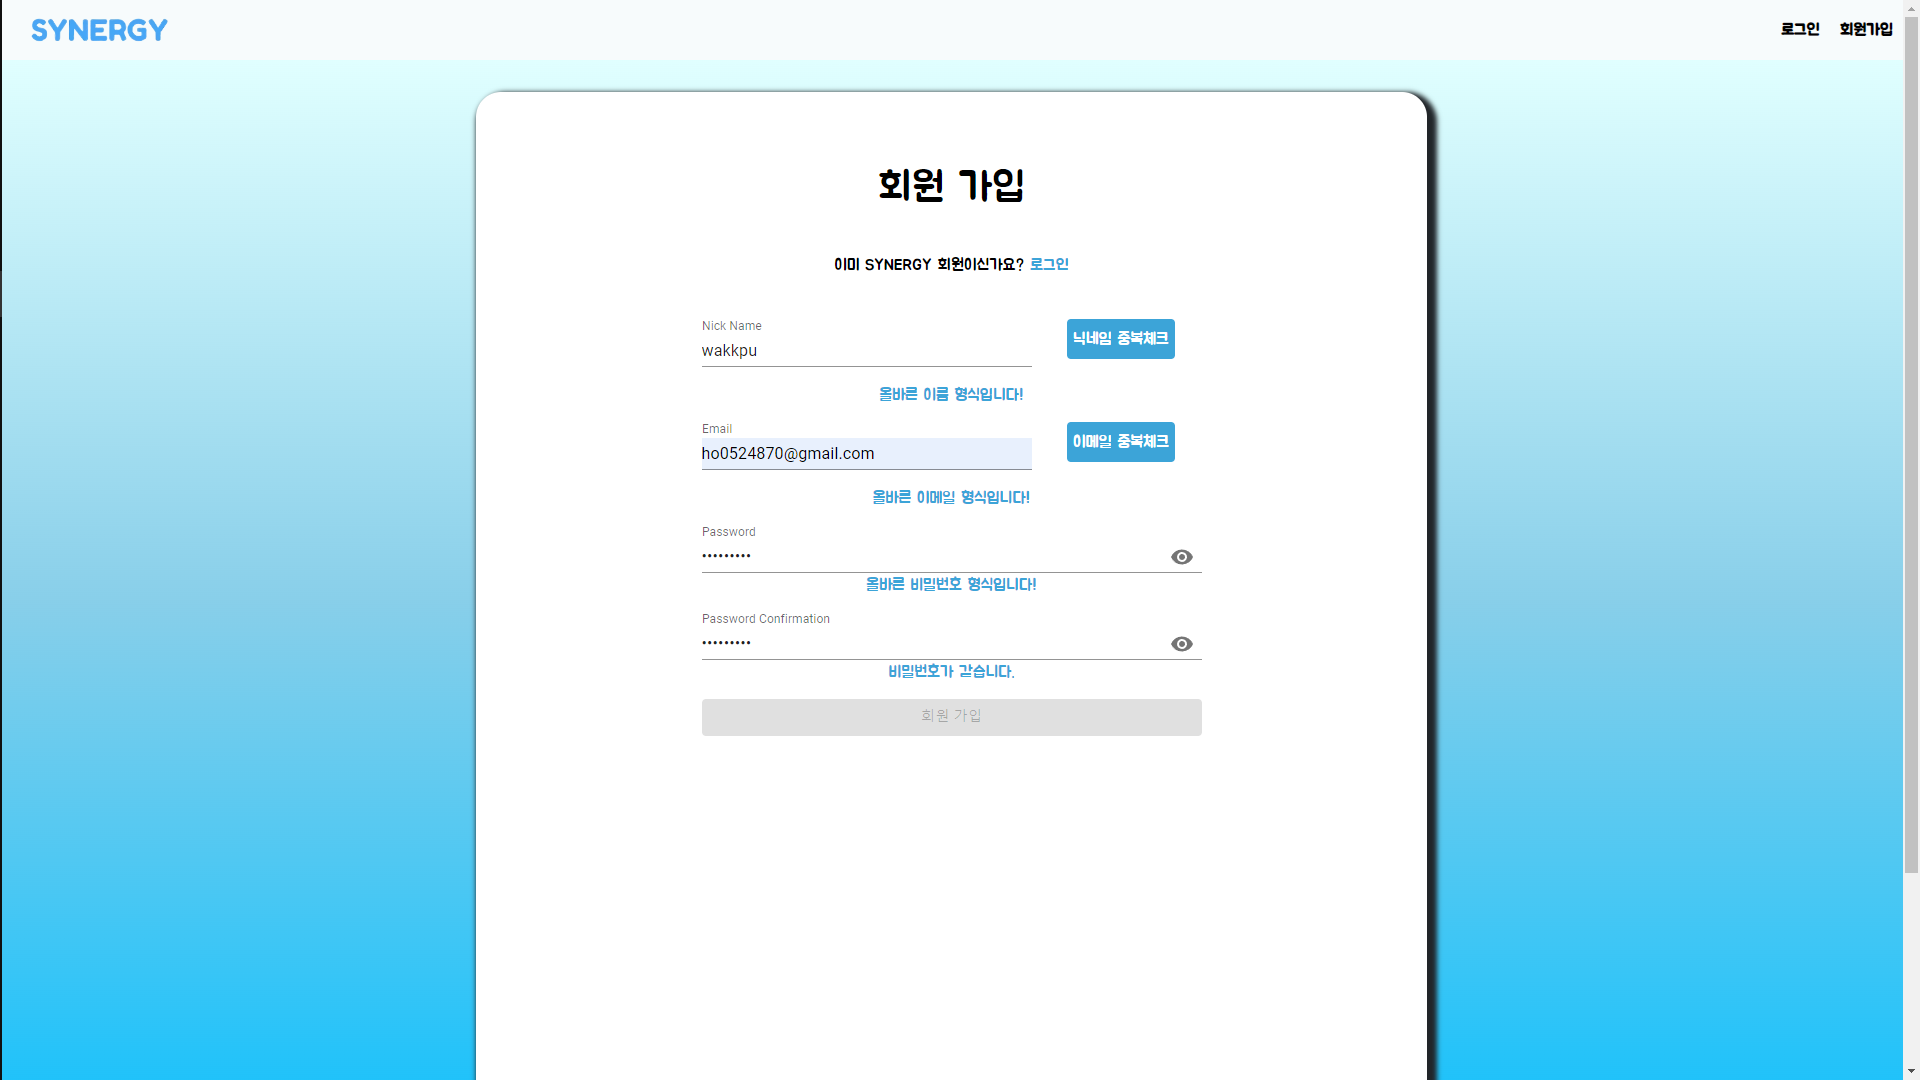 SYNERGY
로그인 회원가입
회원 가입
이미 SYNERGY 회원이신가요? 로그인
Nick Name
wakkpu
닉네임 중복체크
올바른 이름 형식입니다!
Email
ho0524870@gmail.com
이메일 중복체크
올바른 이메일 형식입니다!
Password
•••••••••
올바른 비밀번호 형식입니다!
Password Confirmation
•••••••••
비밀번호가 같습니다.
회원 가입